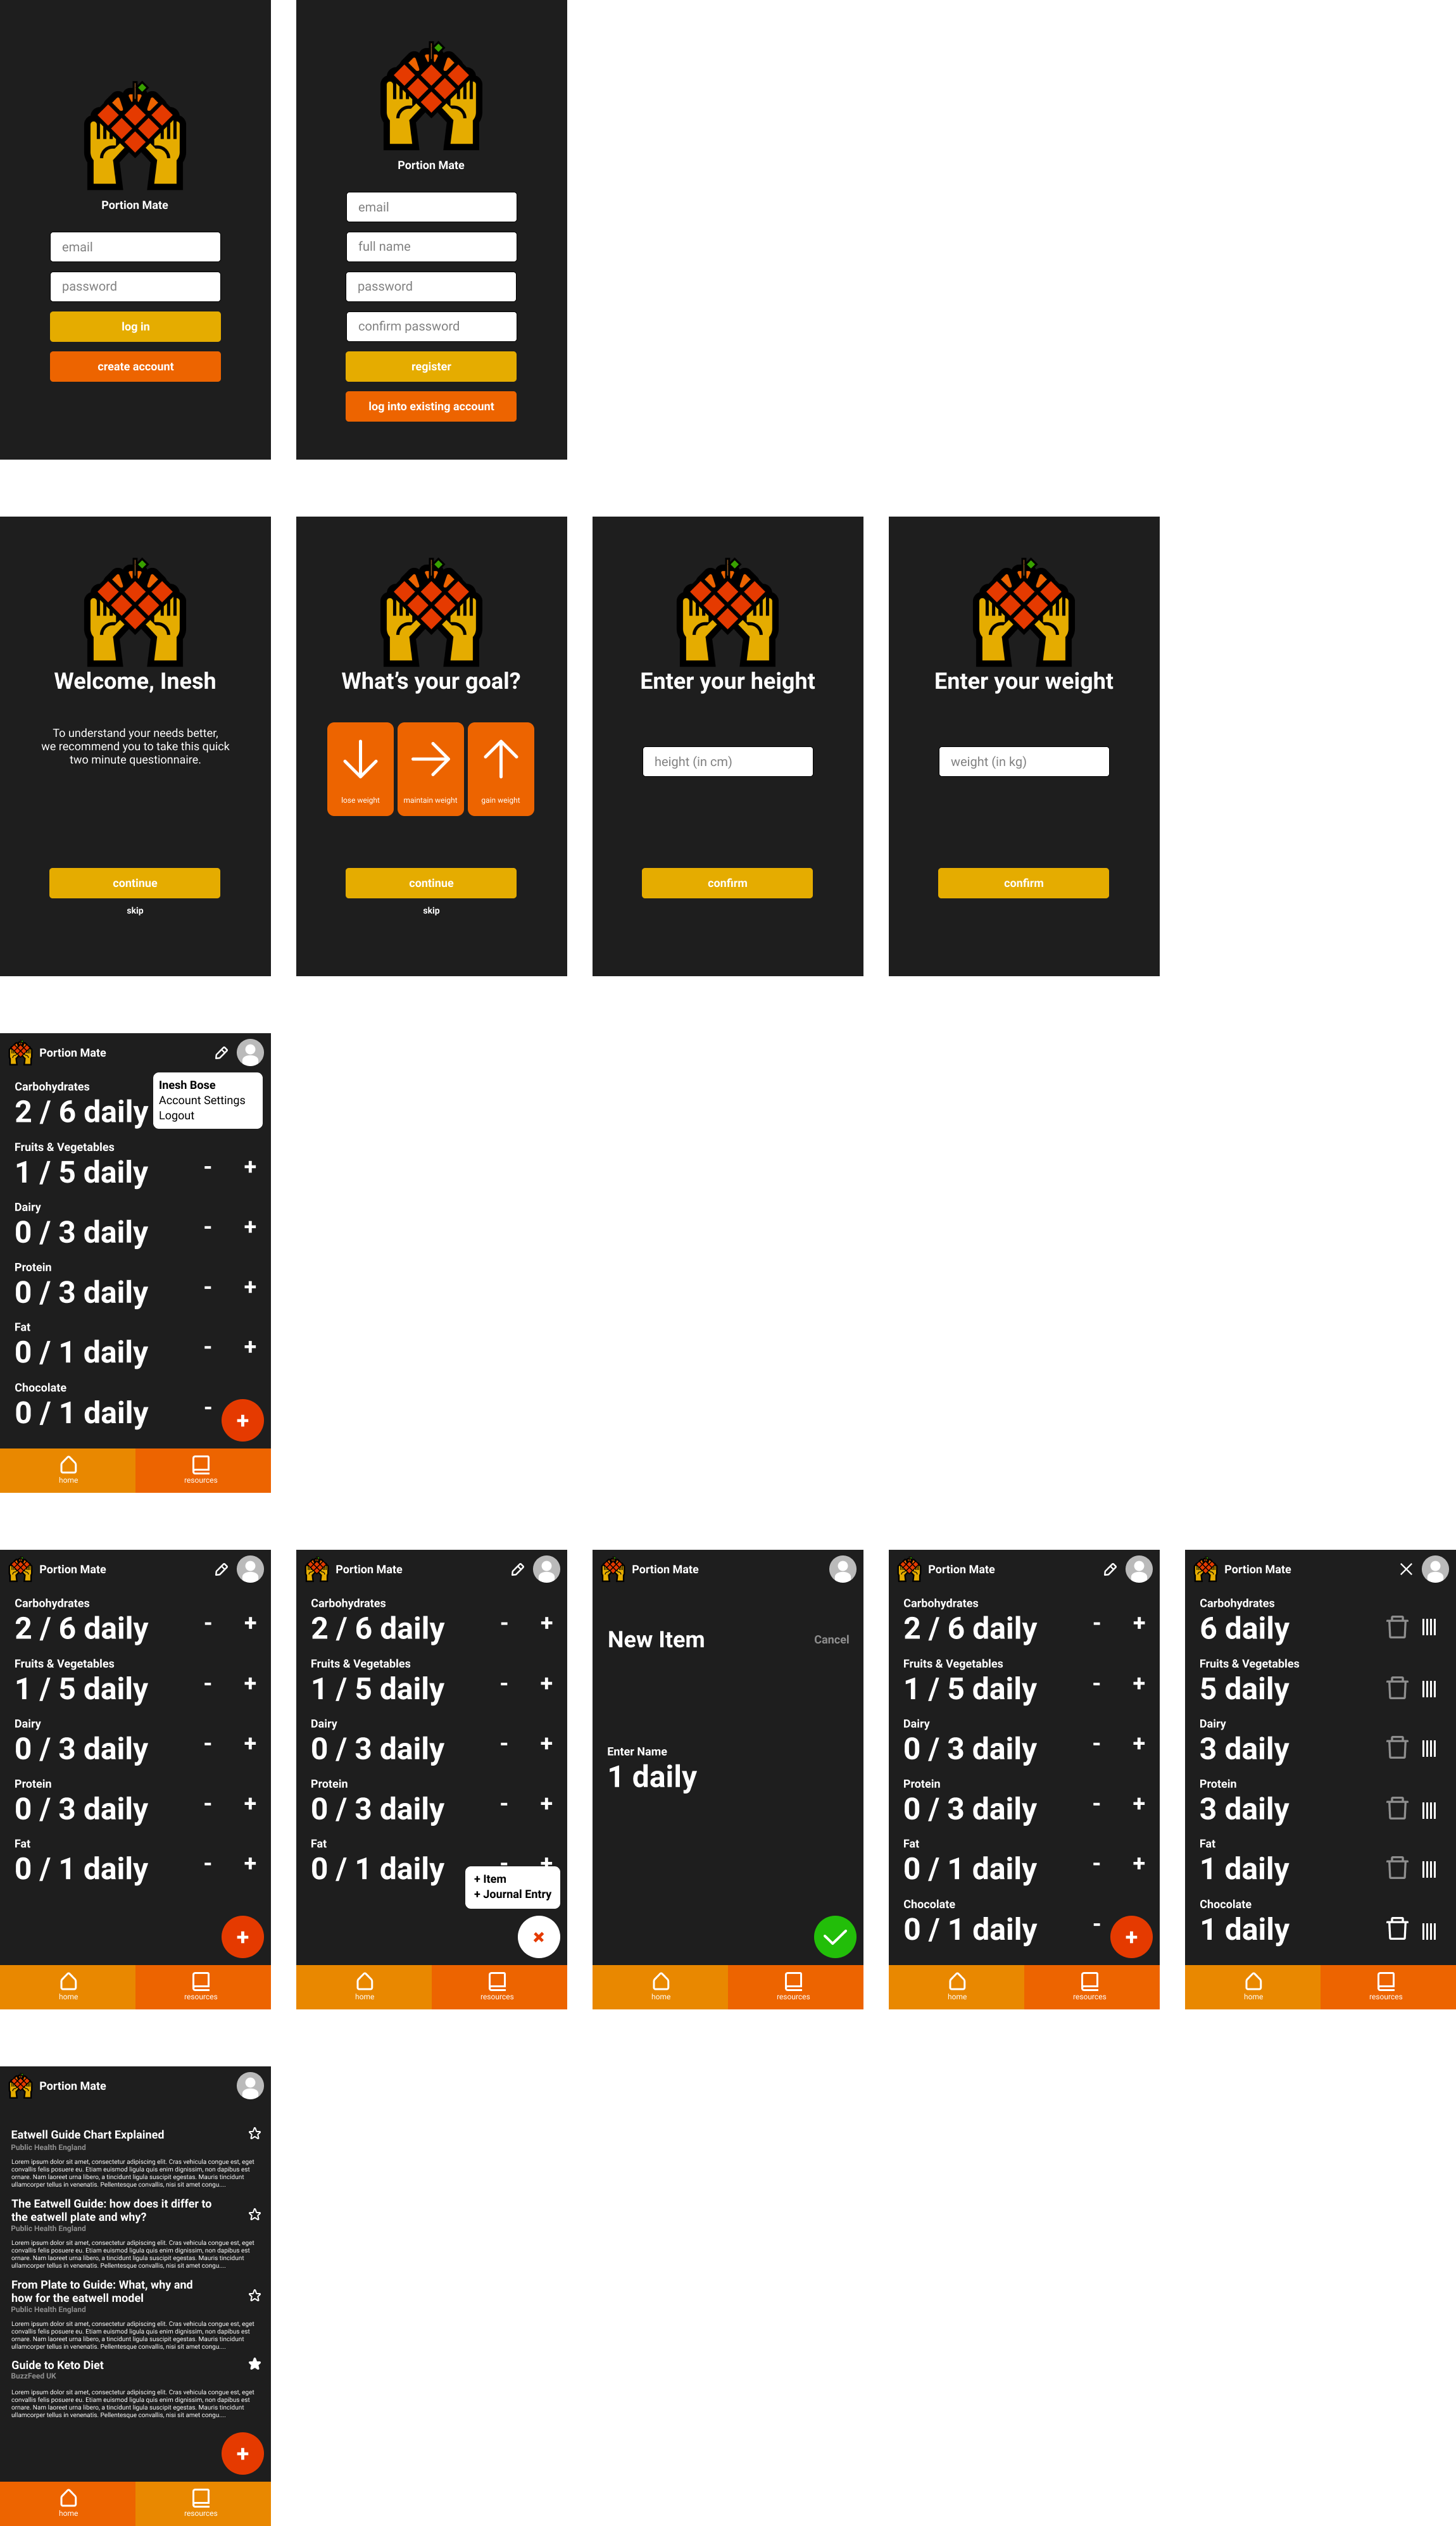 Portion Mate
email
password
log in
create account
Portion Mate
email
full name
password
confirm password
register
log into existing account
Welcome, Inesh
To understand your needs better,
we recommend you to take this quick
two minute questionnaire.
continue
skip
What's your goal?
lose weight
maintain weight
gain weight
continue
skip
Enter your height
height (in cm)
confirm
Enter your weight
weight (in kg)
confirm
Portion Mate
Inesh Bose
Account Settings
Logout
Carbohydrates
2 / 6 daily
Fruits & Vegetables
1 / 5 daily
- +
Dairy
0 / 3 daily
- +
Protein
0 / 3 daily
- +
Fat
0 / 1 daily
- +
Chocolate
0 / 1 daily
-
+
home
resources
Portion Mate
Carbohydrates
2 / 6 daily
- +
Fruits & Vegetables
1 / 5 daily
- +
Dairy
0 / 3 daily
- +
Protein
0 / 3 daily
- +
Fat
0 / 1 daily
- +
+
home
resources
Portion Mate
Carbohydrates
2 / 6 daily
- +
Fruits & Vegetables
1 / 5 daily
- +
Dairy
0 / 3 daily
- +
Protein
0 / 3 daily
- +
Fat
0 / 1 daily
- +
+ Item
+ Journal Entry
home
resources
Portion Mate
New Item
Cancel
Enter Name
1 daily
home
resources
Portion Mate
Carbohydrates
2 / 6 daily
- +
Fruits & Vegetables
1 / 5 daily
- +
Dairy
0 / 3 daily
- +
Protein
0 / 3 daily
- +
Fat
0 / 1 daily
- +
Chocolate
0 / 1 daily
-
+
home
resources
Portion Mate
Carbohydrates
6 daily
Fruits & Vegetables
5 daily
Dairy
3 daily
Protein
3 daily
Fat
1 daily
Chocolate
1 daily
home
resources
Portion Mate
Eatwell Guide Chart Explained
Public Health England
Lorem ipsum dolor sit amet, consectetur adipiscing elit. Cras vehicula congue est, eget
convallis felis posuere eu. Etiam euismod ligula quis enim dignissim, non dapibus est
ornare. Nam laoreet urna libero, a tincidunt ligula suscipit egestas. Mauris tincidunt
ullamcorper tellus in venenatis. Pellentesque convallis, nisi sit amet congu....
The Eatwell Guide: how does it differ to
the eatwell plate and why?
Public Health England
Lorem ipsum dolor sit amet, consectetur adipiscing elit. Cras vehicula congue est, eget
convallis felis posuere eu. Etiam euismod ligula quis enim dignissim, non dapibus est
ornare. Nam laoreet urna libero, a tincidunt ligula suscipit egestas. Mauris tincidunt
ullamcorper tellus in venenatis. Pellentesque convallis, nisi sit amet congu....
From Plate to Guide: What, why and
how for the eatwell model
Public Health England
Lorem ipsum dolor sit amet, consectetur adipiscing elit. Cras vehicula congue est, eget
convallis felis posuere eu. Etiam euismod ligula quis enim dignissim, non dapibus est
ornare. Nam laoreet urna libero, a tincidunt ligula suscipit egestas. Mauris tincidunt
ullamcorper tellus in venenatis. Pellentesque convallis, nisi sit amet congu....
Guide to Keto Diet
BuzzFeed UK
Lorem ipsum dolor sit amet, consectetur adipiscing elit. Cras vehicula congue est, eget
convallis felis posuere eu. Etiam euismod ligula quis enim dignissim, non dapibus est
ornare. Nam laoreet urna libero, a tincidunt ligula suscipit egestas. Mauris tincidunt
ullamcorper tellus in venenatis. Pellentesque convallis, nisi sit amet congu....
+
home
resources